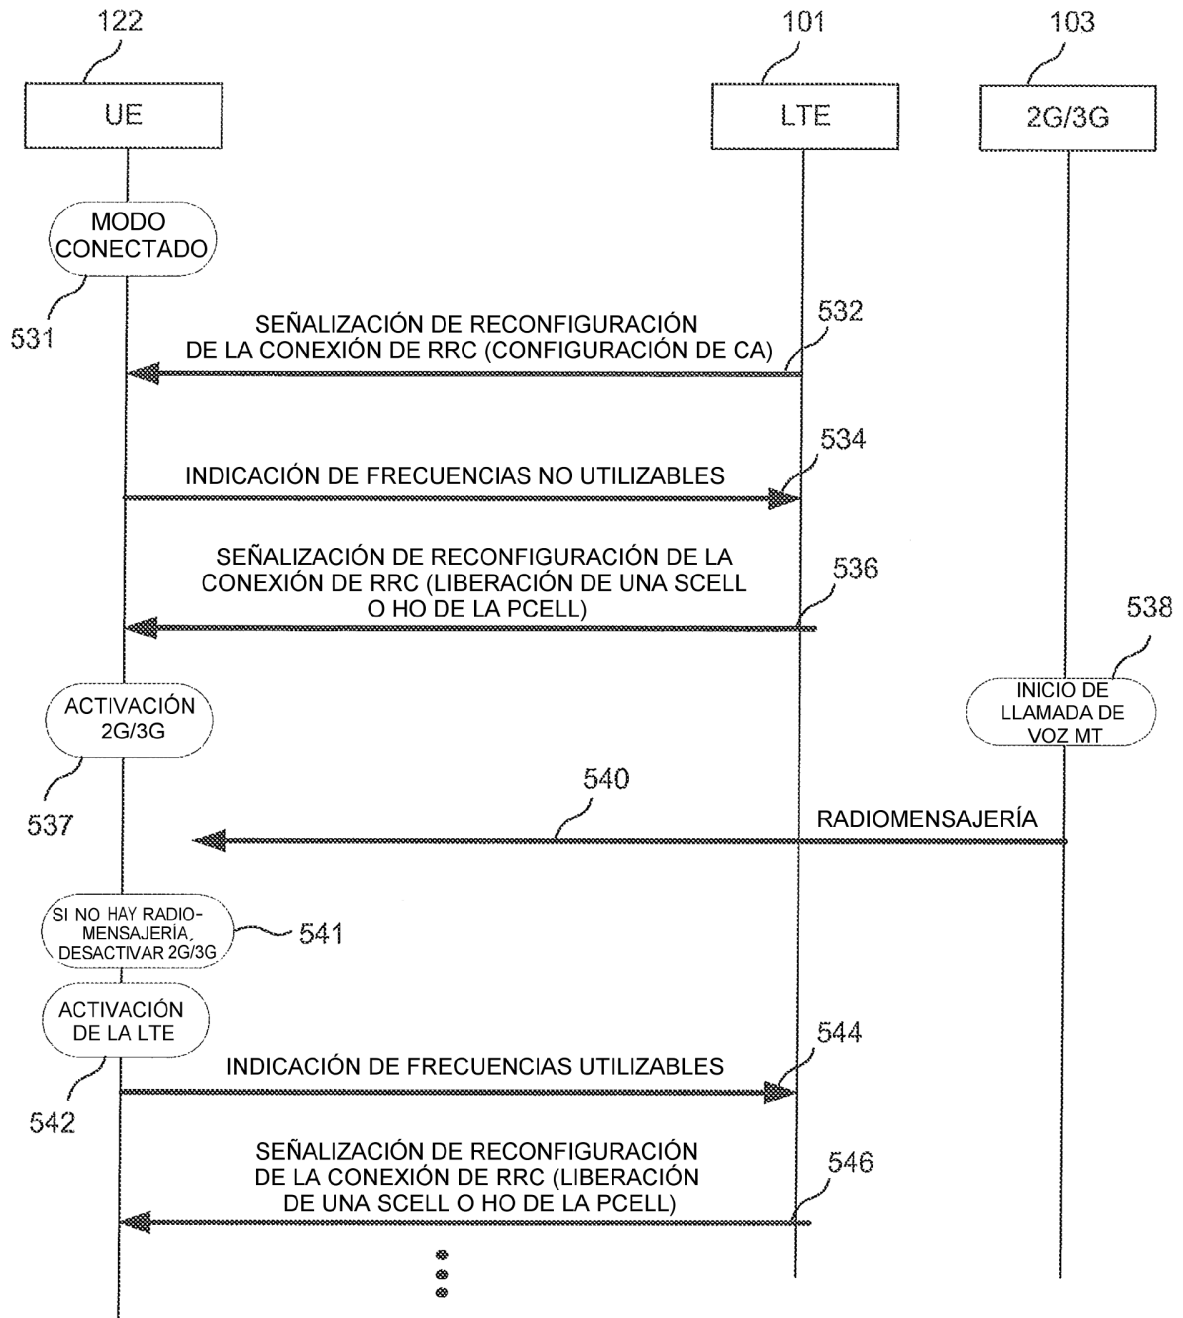 122
101
103
UE
LTE
2G/3G
MODO
CONECTADO
531
SEÑALIZACIÓN DE RECONFIGURACIÓN
DE LA CONEXIÓN DE RRC (CONFIGURACIÓN DE CA)
532
INDICACIÓN DE FRECUENCIAS NO UTILIZABLES
534
SEÑALIZACIÓN DE RECONFIGURACIÓN DE LA
CONEXIÓN DE RRC (LIBERACIÓN DE UNA SCELL
O HO DE LA PCELL)
536
538
ACTIVACIÓN
2G/3G
537
INICIO DE
LLAMADA DE
VOZ MT
540
RADIOMENSAJERÍA
SI NO HAY RADIO-
MENSAJERÍA,
DESACTIVAR 2G/3G
541
ACTIVACIÓN
DE LA LTE
542
INDICACIÓN DE FRECUENCIAS UTILIZABLES
544
SEÑALIZACIÓN DE RECONFIGURACIÓN
DE LA CONEXIÓN DE RRC (LIBERACIÓN
DE UNA SCELL O HO DE LA PCELL)
546